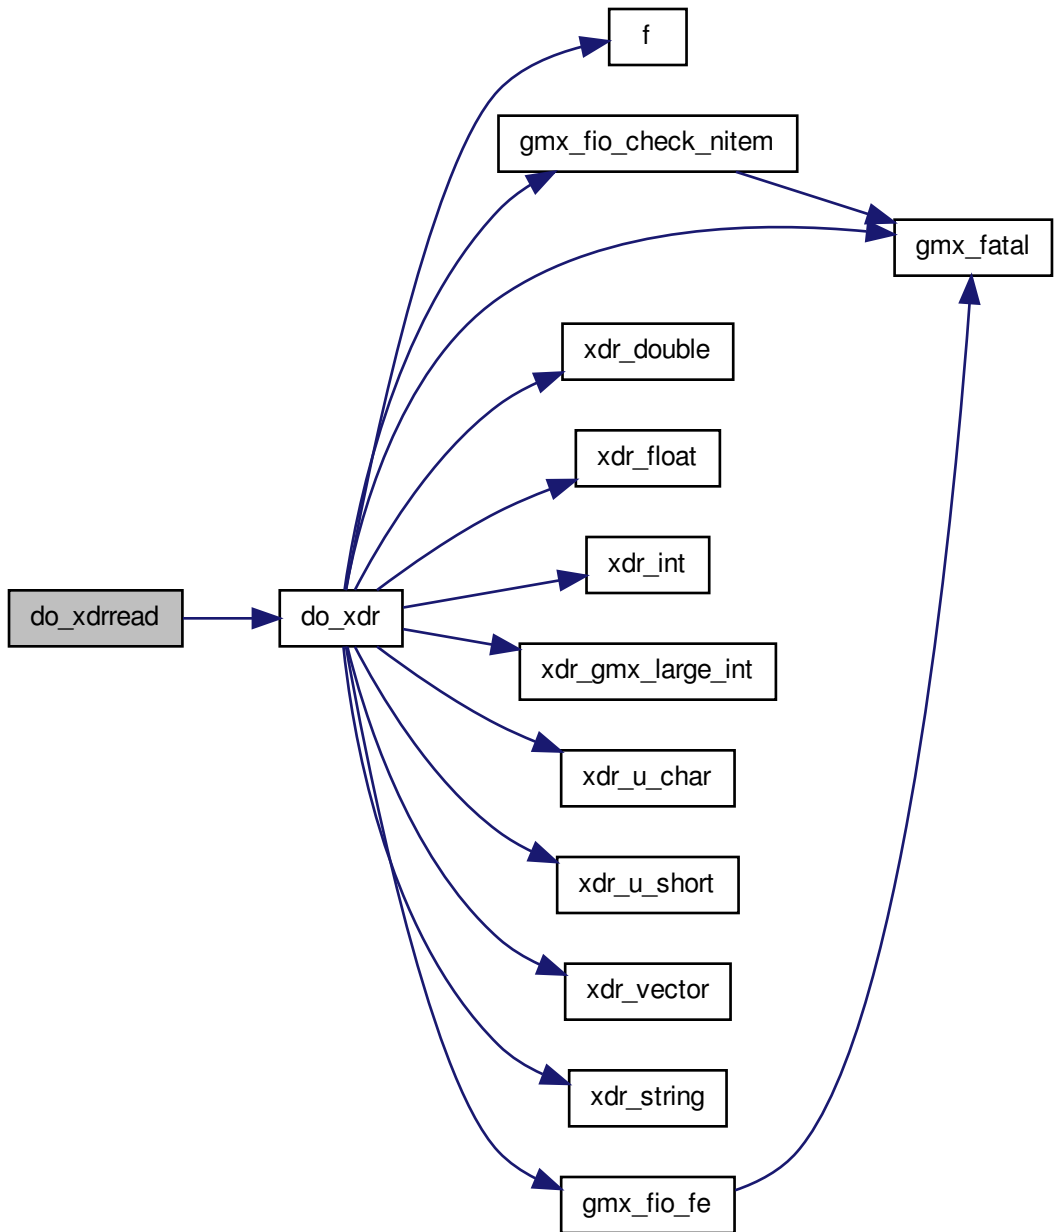 f
gmx_fio_check_nitem
gmx_fatal
xdr_double
xdr_float
xdr_int
do_xdrread
do_xdr
xdr_gmx_large_int
xdr_u_char
xdr_u_short
xdr_vector
xdr_string
gmx_fio_fe